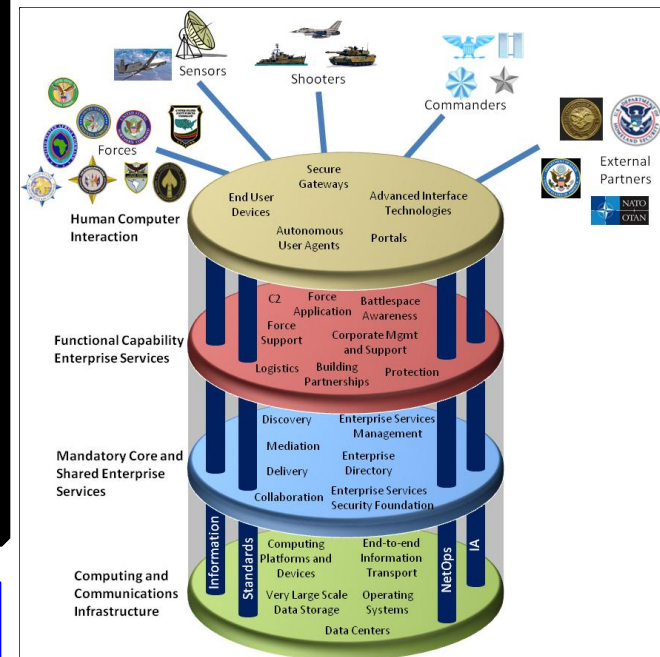 Sensors
Shooters
Commanders
Forces
External
Partners
U.S. DEPARTMENT
HOMELAND SECURITY
NATO
OTAN
Human Computer
Interaction
Secure
Gateways
End User
Devices
Advanced Interface
Technologies
Autonomous
User Agents
Portals
Functional Capability
Enterprise Services
C2
Force
Application
Battlespace
Awareness
Force
Support
Corporate Mgmt
and Support
Logistics
Building
Partnerships
Protection
Mandatory Core and
Shared Enterprise
Services
Discovery
Enterprise Services
Management
Mediation
Enterprise
Directory
Delivery
Collaboration
Enterprise Services
Security Foundation
Information
Standards
NetOps
IA
Computing and
Communications
Infrastructure
Computing
Platforms and
Devices
End-to-end
Information
Transport
Very Large Scale
Data Storage
Operating
Systems
Data Centers